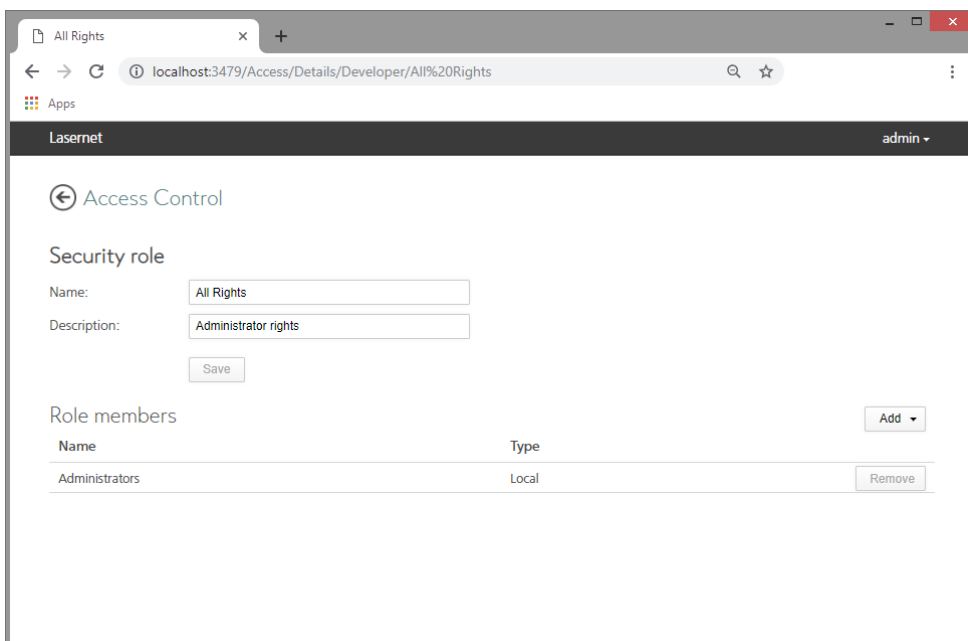 All Rights
localhost:3479/Access/Details/Developer/All%20Rights
Apps
Lasernet admin
Access Control
Security role
Name: All Rights
Description: Administrator rights
Save
Role members Add
Name Type
Administrators Local Remove